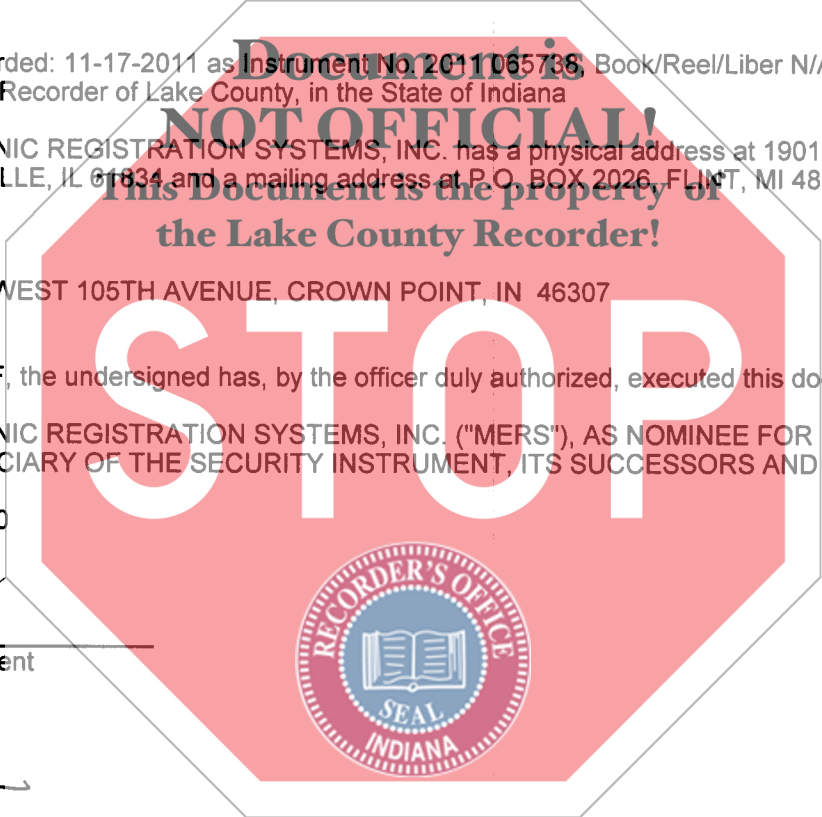 Document is
rded: 11-17-2011 as Instrument No. 2011 065738, Book/Reel/Liber N/A
Recorder of Lake County, in the State of Indiana
NOT OFFICIAL!
NIC REGISTRATION SYSTEMS, INC. has a physical address at 1901
LLE, IL 61834 and a mailing address at P.O. BOX 2026, FLINT, MI 48
This Document is the property of
the Lake County Recorder!
WEST 105TH AVENUE, CROWN POINT, IN 46307
STOP
F, the undersigned has, by the officer duly authorized, executed this do
NIC REGISTRATION SYSTEMS, INC. ("MERS"), AS NOMINEE FOR
CIARY OF THE SECURITY INSTRUMENT, ITS SUCCESSORS AND
0
RECORDER'S OFFICE
ent
SEAL
INDIANA